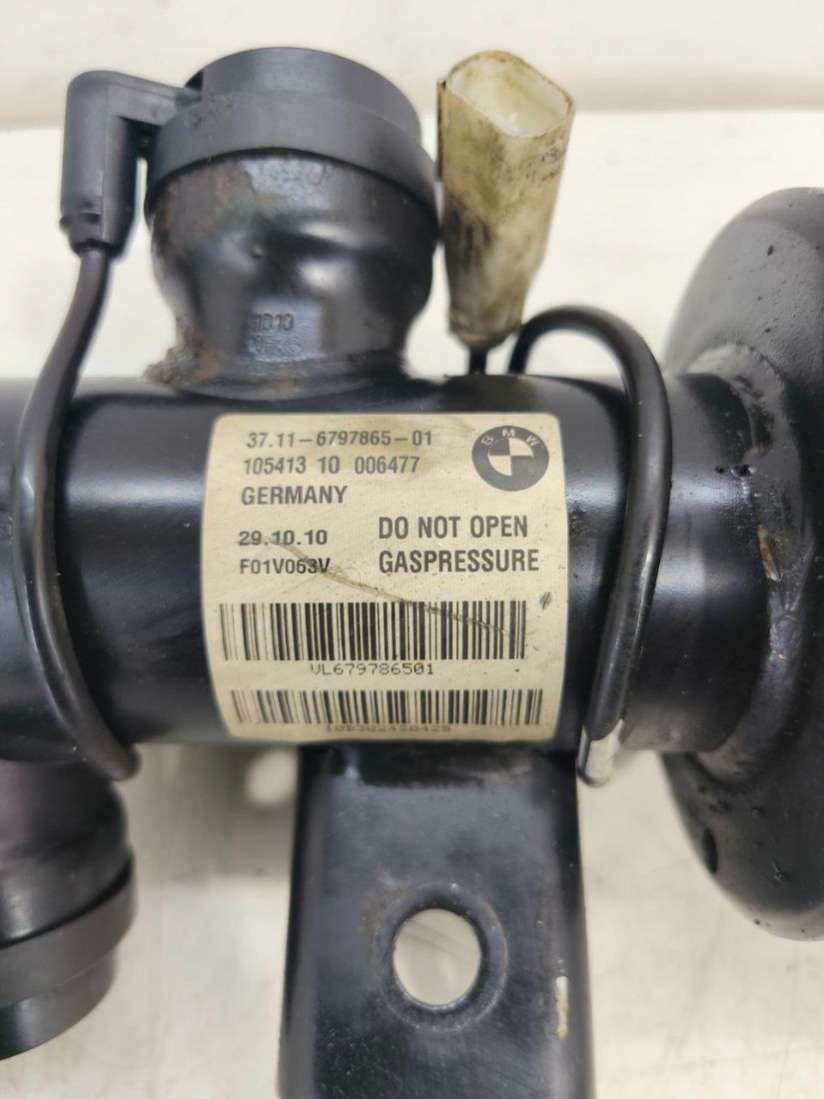 37.11-6797865-01
BMW
105413 10 006477
GERMANY
29.10.10
DO NOT OPEN
F01V063V
GASPRESSURE
VL679786501